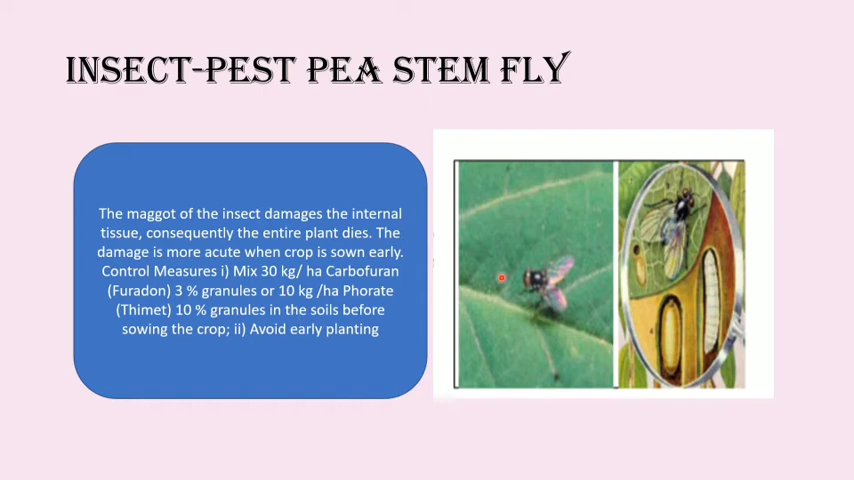 INSECT-PEST PEA STEM FLY
The maggot of the insect damages the internal
tissue, consequently the entire plant dies. The
damage is more acute when crop is sown early.
Control Measures i) Mix 30 kg/ ha Carbofuran
(Furadon) 3 % granules or 10 kg /ha Phorate
(Thimet) 10 % granules in the soils before
sowing the crop; ii) Avoid early planting